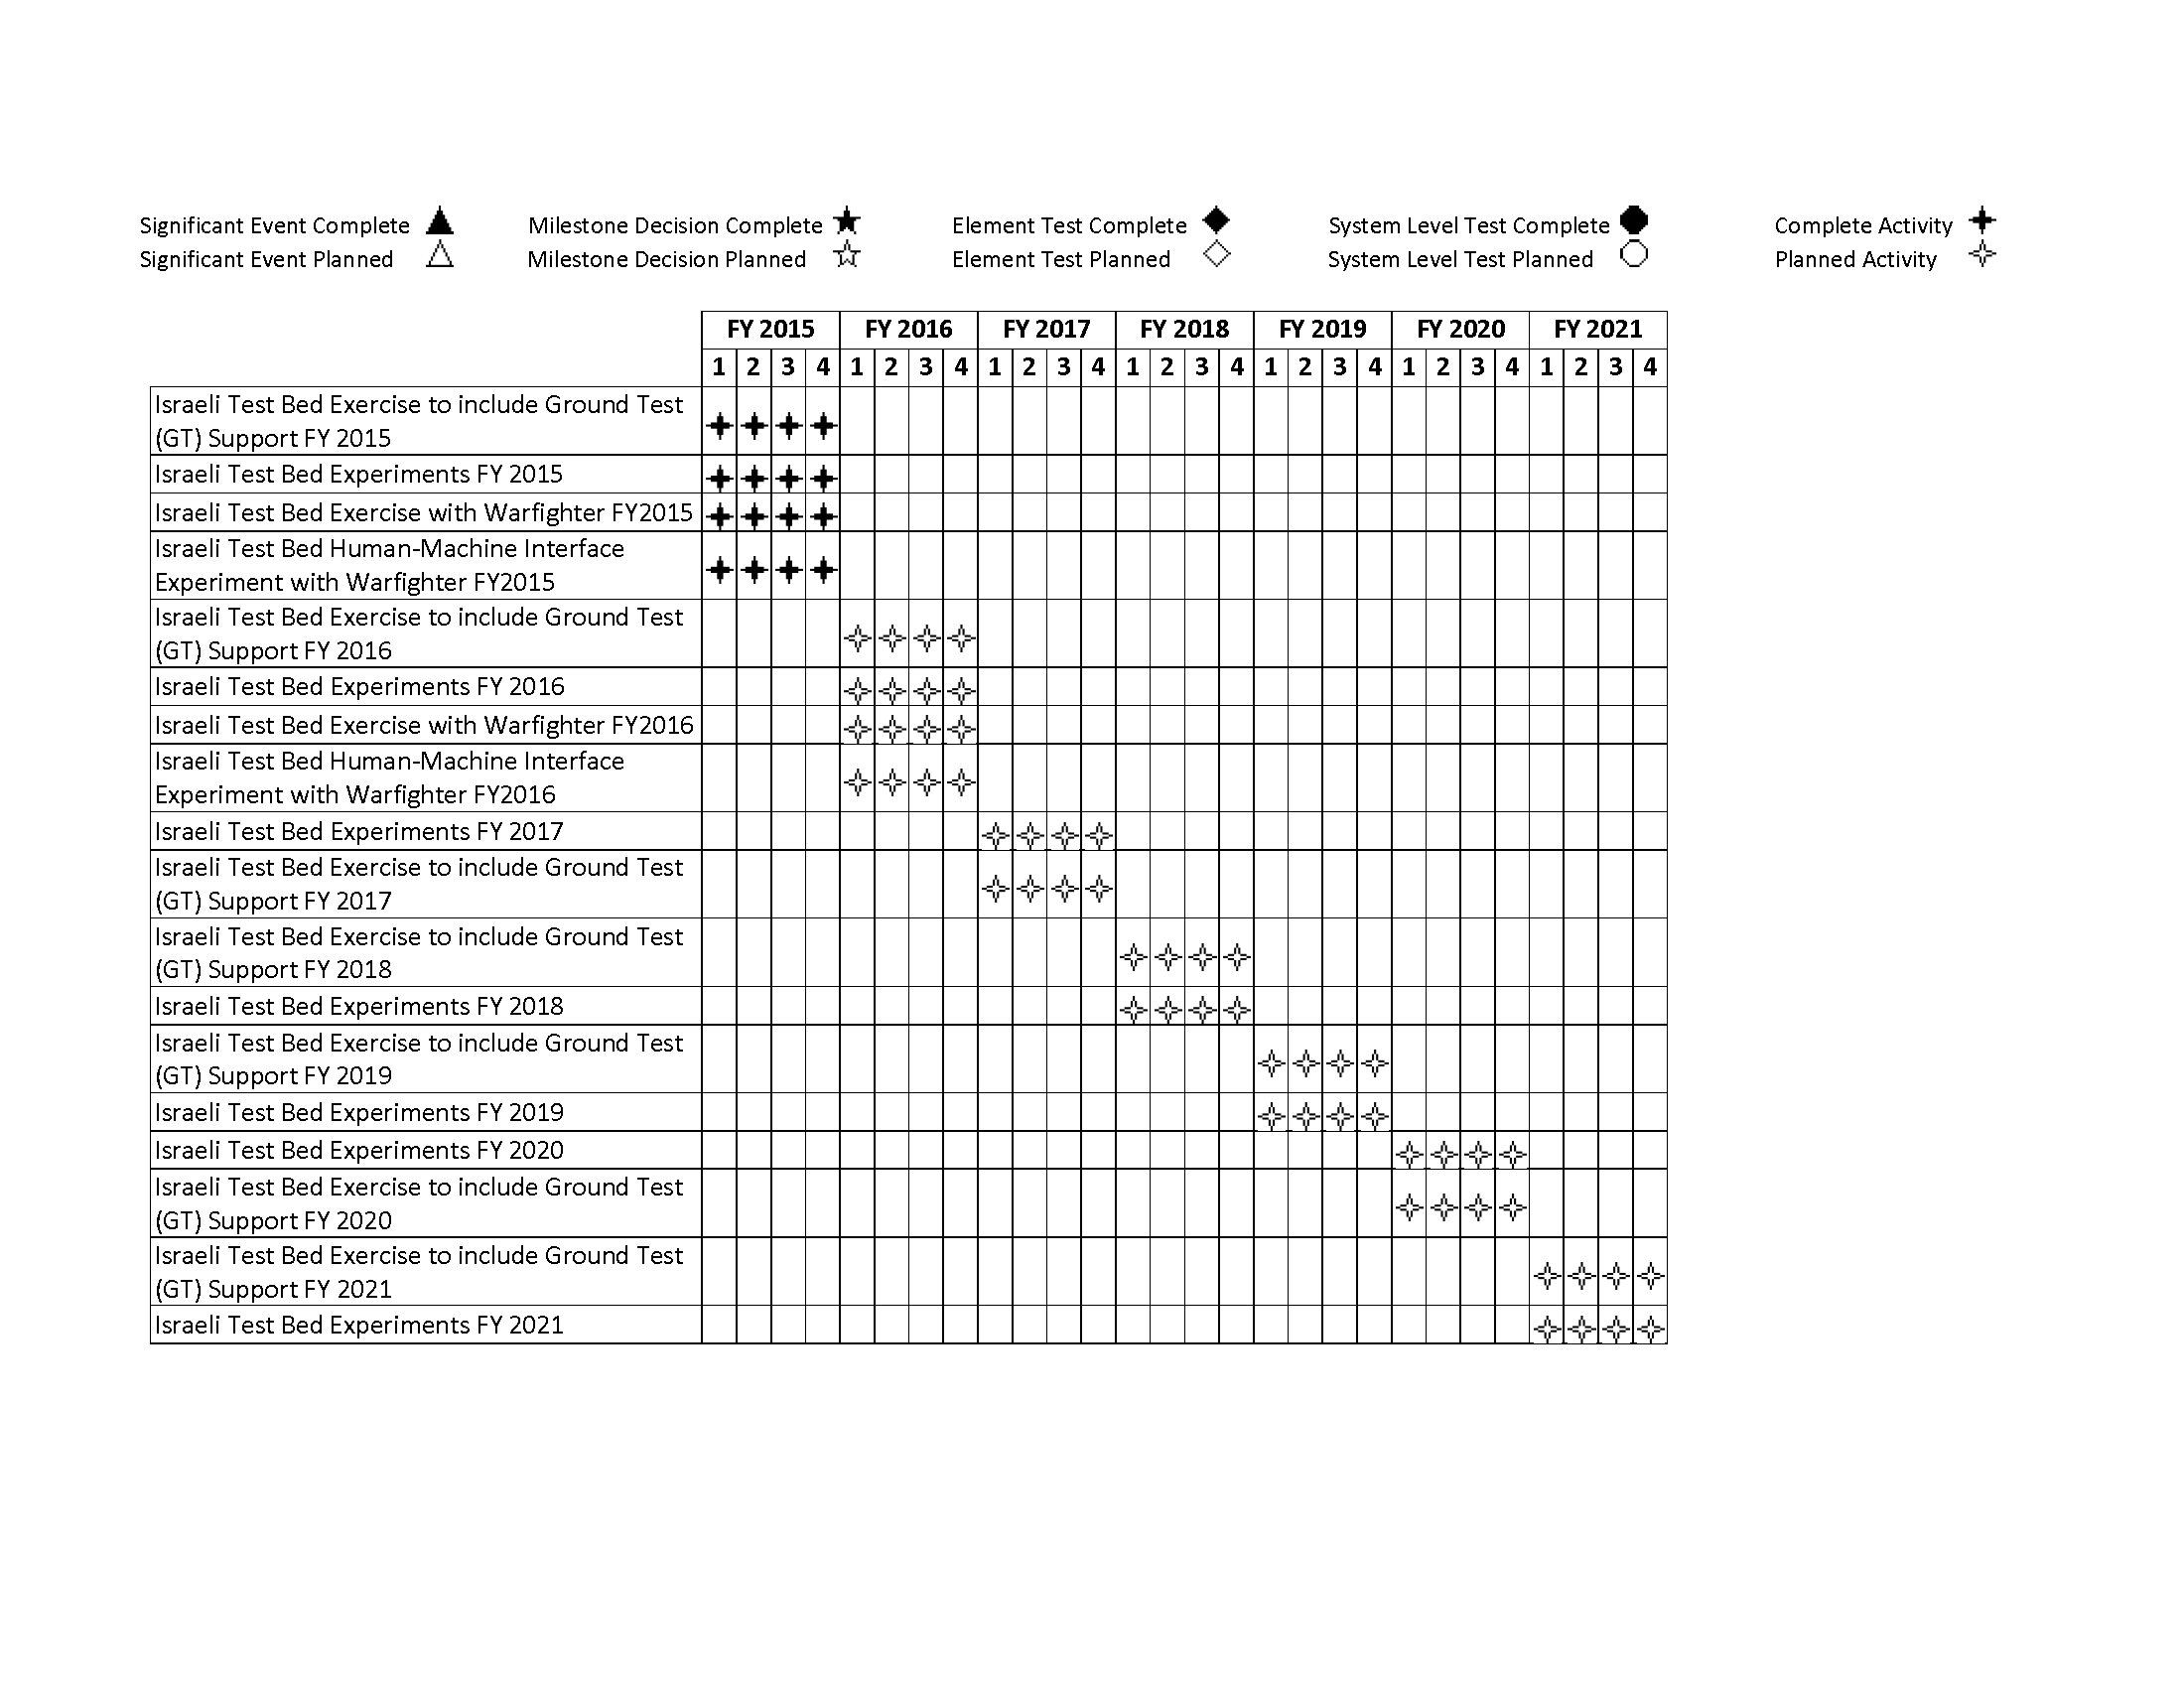 Significant Event Complete
Milestone Decision Complete
Element Test Complete
System Level Test Complete
Complete Activity
Significant Event Planned
Milestone Decision Planned
Element Test Planned
System Level Test Planned
Planned Activity
FY 2015 FY 2016 FY 2017 FY 2018 FY 2019 FY 2020 FY 2021
1 2 3 4 1 2 3 4 1 2 3 4 1 2 3 4 1 2 3 4 1 2 3 4 1 2 3 4
Israeli Test Bed Exercise to include Ground Test
(GT) Support FY 2015
Israeli Test Bed Experiments FY 2015
Israeli Test Bed Exercise with Warfighter FY2015
Israeli Test Bed Human-Machine Interface
Experiment with Warfighter FY2015
Israeli Test Bed Exercise to include Ground Test
(GT) Support FY 2016
Israeli Test Bed Experiments FY 2016
Israeli Test Bed Exercise with Warfighter FY2016
Israeli Test Bed Human-Machine Interface
Experiment with Warfighter FY2016
Israeli Test Bed Experiments FY 2017
Israeli Test Bed Exercise to include Ground Test
(GT) Support FY 2017
Israeli Test Bed Exercise to include Ground Test
(GT) Support FY 2018
Israeli Test Bed Experiments FY 2018
Israeli Test Bed Exercise to include Ground Test
(GT) Support FY 2019
Israeli Test Bed Experiments FY 2019
Israeli Test Bed Experiments FY 2020
Israeli Test Bed Exercise to include Ground Test
(GT) Support FY 2020
Israeli Test Bed Exercise to include Ground Test
(GT) Support FY 2021
Israeli Test Bed Experiments FY 2021